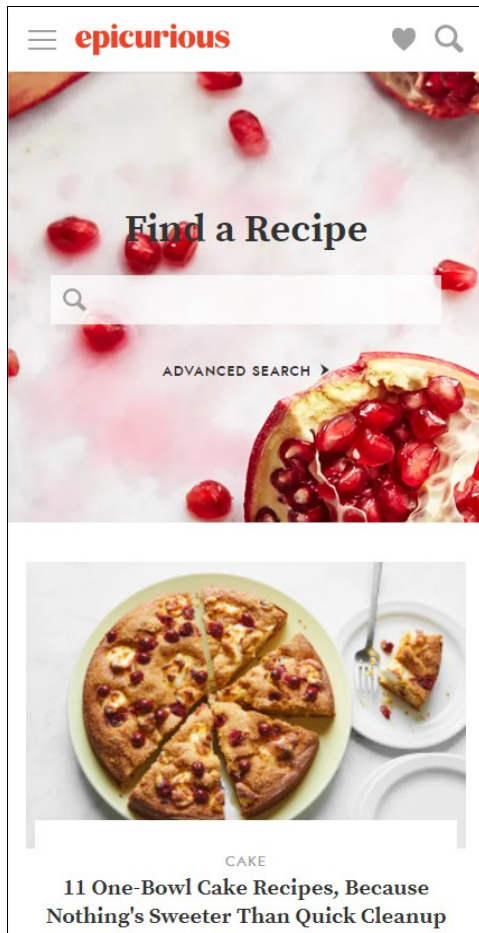 epicurious
Find a Recipe
ADVANCED SEARCH
CAKE
11 One-Bowl Cake Recipes, Because
Nothing's Sweeter Than Quick Cleanup